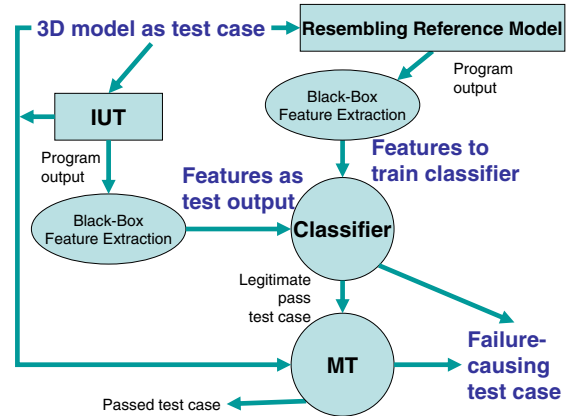 3D model as test case
Resembling Reference Model
Program
output
Black-Box
Feature Extraction
IUT
Program
output
Features to
train classifier
Features as
test output
Black-Box
Feature Extraction
Classifier
Legitimate
pass
test case
MT
Failure-
causing
test case
Passed test case